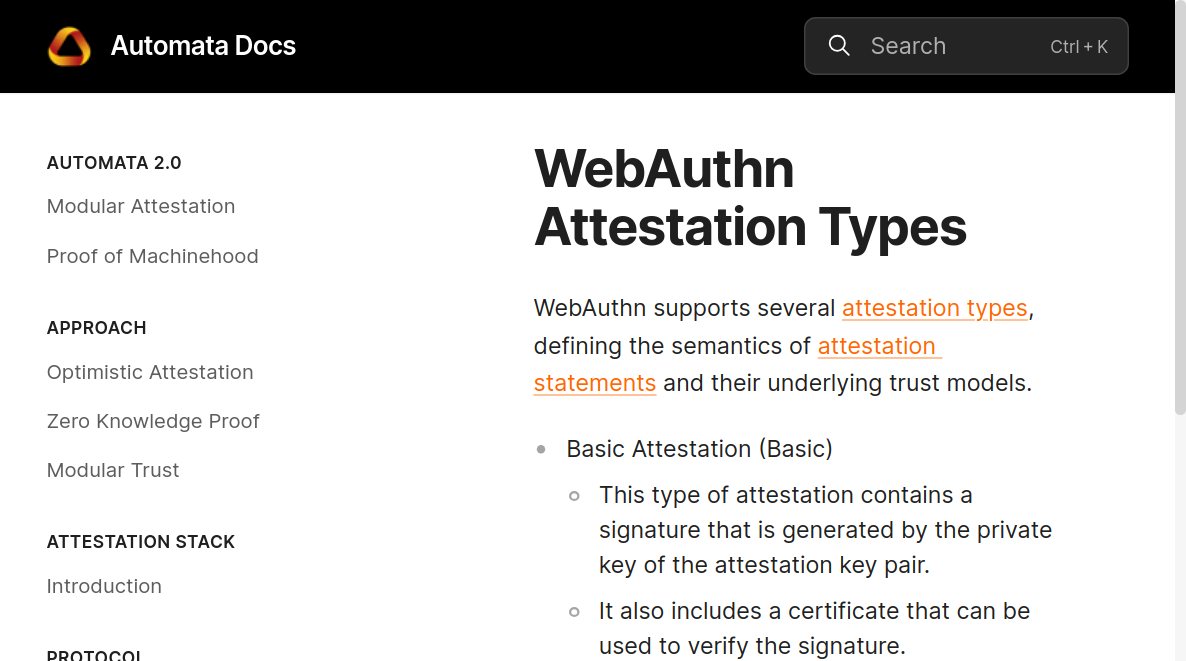 Automata Docs
Search
Ctrl + K
AUTOMATA 2.0
Modular Attestation
Proof of Machinehood
APPROACH
Optimistic Attestation
Zero Knowledge Proof
Modular Trust
ATTESTATION STACK
Introduction
PROTOCOL
WebAuthn
Attestation Types
WebAuthn supports several attestation types,
defining the semantics of attestation
statements and their underlying trust models.
Basic Attestation (Basic)
This type of attestation contains a
signature that is generated by the private
key of the attestation key pair.
It also includes a certificate that can be
used to verify the signature.